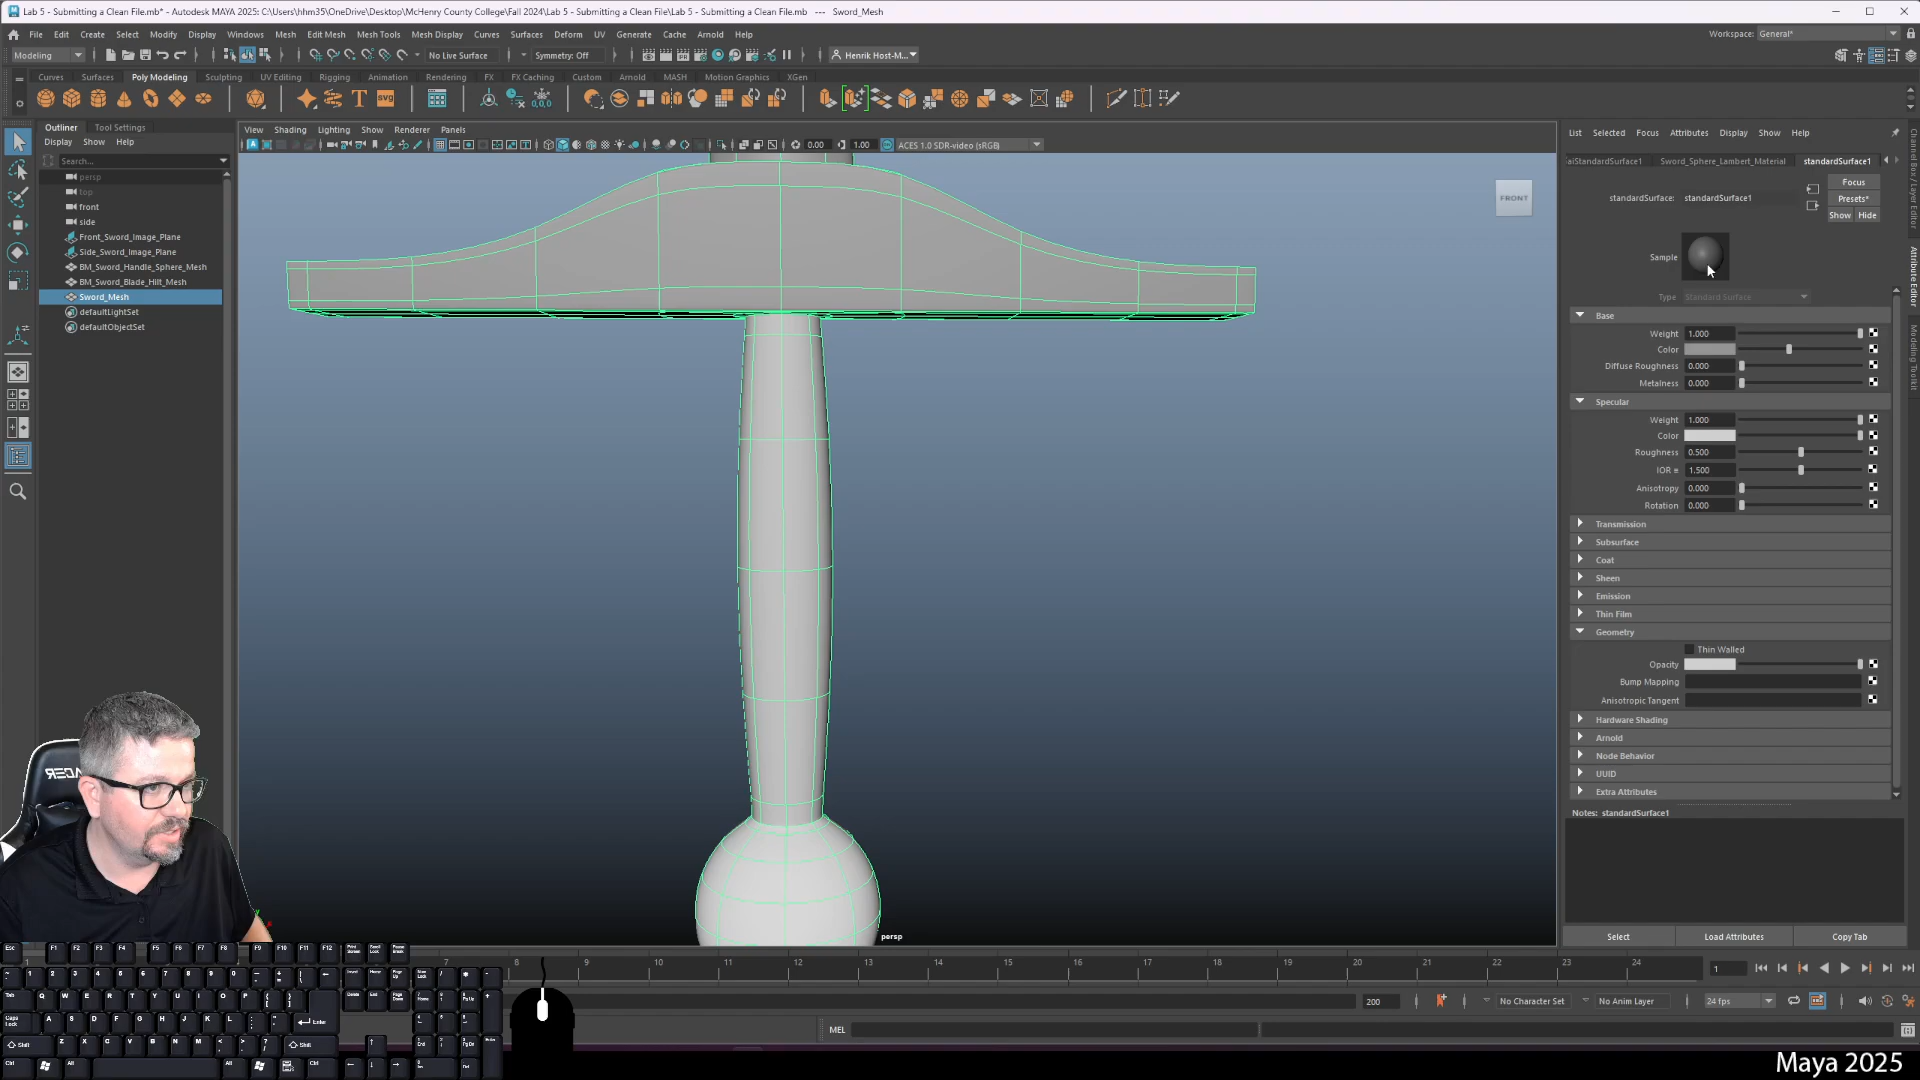 Lab 5 - Submitting a Clean File.mb* - Autodesk MAYA 2025: C:\Users\hhm35\OneDrive\Desktop\McHenry County College\Fall 2024\Lab 5 - Submitting a Clean File\Lab 5 - Submitting a Clean File.mb --- Sword_Mesh
File Edit Create Select Modify Display Windows Mesh Edit Mesh Mesh Tools Mesh Display Curves Surfaces Deform UV Generate Cache Arnold Help
Workspace: General*
Modeling
No Live Surface
Symmetry: Off
Henrik Host-M...
Curves Surfaces Poly Modeling Sculpting UV Editing Rigging Animation Rendering FX FX Caching Custom Arnold MASH Motion Graphics XGen
Outliner Tool Settings
Display Show Help
Search...
persp
top
front
side
Front_Sword_Image_Plane
Side_Sword_Image_Plane
BM_Sword_Handle_Sphere_Mesh
BM_Sword_Blade_Hilt_Mesh
Sword_Mesh
defaultLightSet
defaultObjectSet
View Shading Lighting Show Renderer Panels
0.00 1.00 ACES 1.0 SDR-video (sRGB)
FRONT
persp
List Selected Focus Attributes Display Show Help
aiStandardSurface1 Sword_Sphere_Lambert_Material standardSurface1
standardSurface: standardSurface1
Focus
Presets*
Show Hide
Sample
Type Standard Surface
Base
Weight 1.000
Color
Diffuse Roughness 0.000
Metalness 0.000
Specular
Weight 1.000
Color
Roughness 0.500
IOR 1.500
Anisotropy 0.000
Rotation 0.000
Transmission
Subsurface
Coat
Sheen
Emission
Thin Film
Geometry
Thin Walled
Opacity
Bump Mapping
Anisotropic Tangent
Hardware Shading
Arnold
Node Behavior
UUID
Extra Attributes
Notes: standardSurface1
Select Load Attributes Copy Tab
Channel Box / Layer Editor
Attribute Editor
Modeling Toolkit
7 8 9 10 11 12 13 14 15 16 17 18 19 20 21 22 23 24
1
200
No Character Set
No Anim Layer
24 fps
MEL
Maya 2025